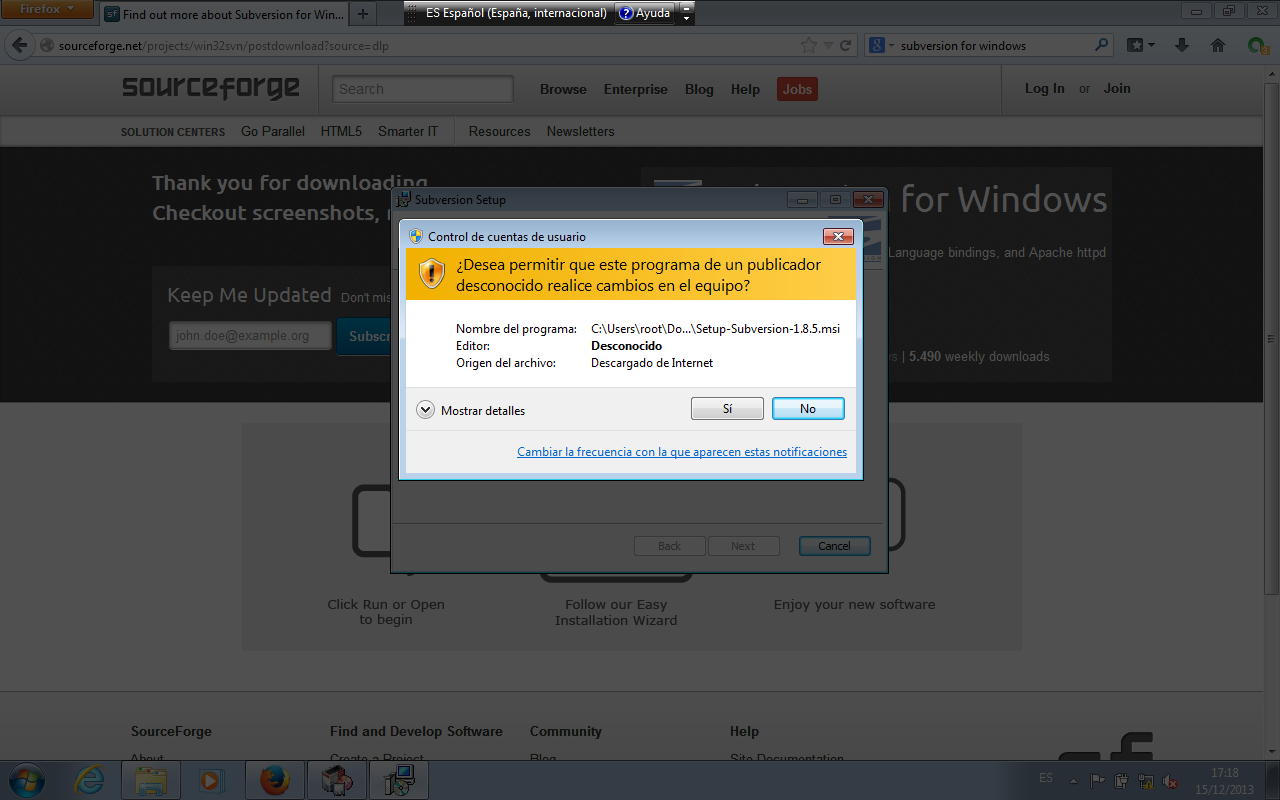 Firefox
Find out more about Subversion for Win...
ES Español (España, internacional)
Ayuda
sourceforge.net/projects/win32svn/postdownload?source=dlp
subversion for windows
sourceforge
Search
Browse
Enterprise
Blog
Help
Jobs
Log In
or
Join
SOLUTION CENTERS
Go Parallel
HTML5
Smarter IT
Resources
Newsletters
Thank you for downloading
Checkout screenshots,
for Windows
Language bindings, and Apache httpd
Keep Me Updated
Don't mis
john.doe@example.org
Subscr
| 5.490 weekly downloads
Subversion Setup
Control de cuentas de usuario
¿Desea permitir que este programa de un publicador
desconocido realice cambios en el equipo?
Nombre del programa: C:\Users\root\Do...\Setup-Subversion-1.8.5.msi
Editor: Desconocido
Origen del archivo: Descargado de Internet
Mostrar detalles
Sí
No
Cambiar la frecuencia con la que aparecen estas notificaciones
Back
Next
Cancel
Click Run or Open
to begin
Follow our Easy
Installation Wizard
Enjoy your new software
SourceForge
Find and Develop Software
Community
Help
About
Create a Project
Blog
Site Documentation
sf
ES
17:18
15/12/2013